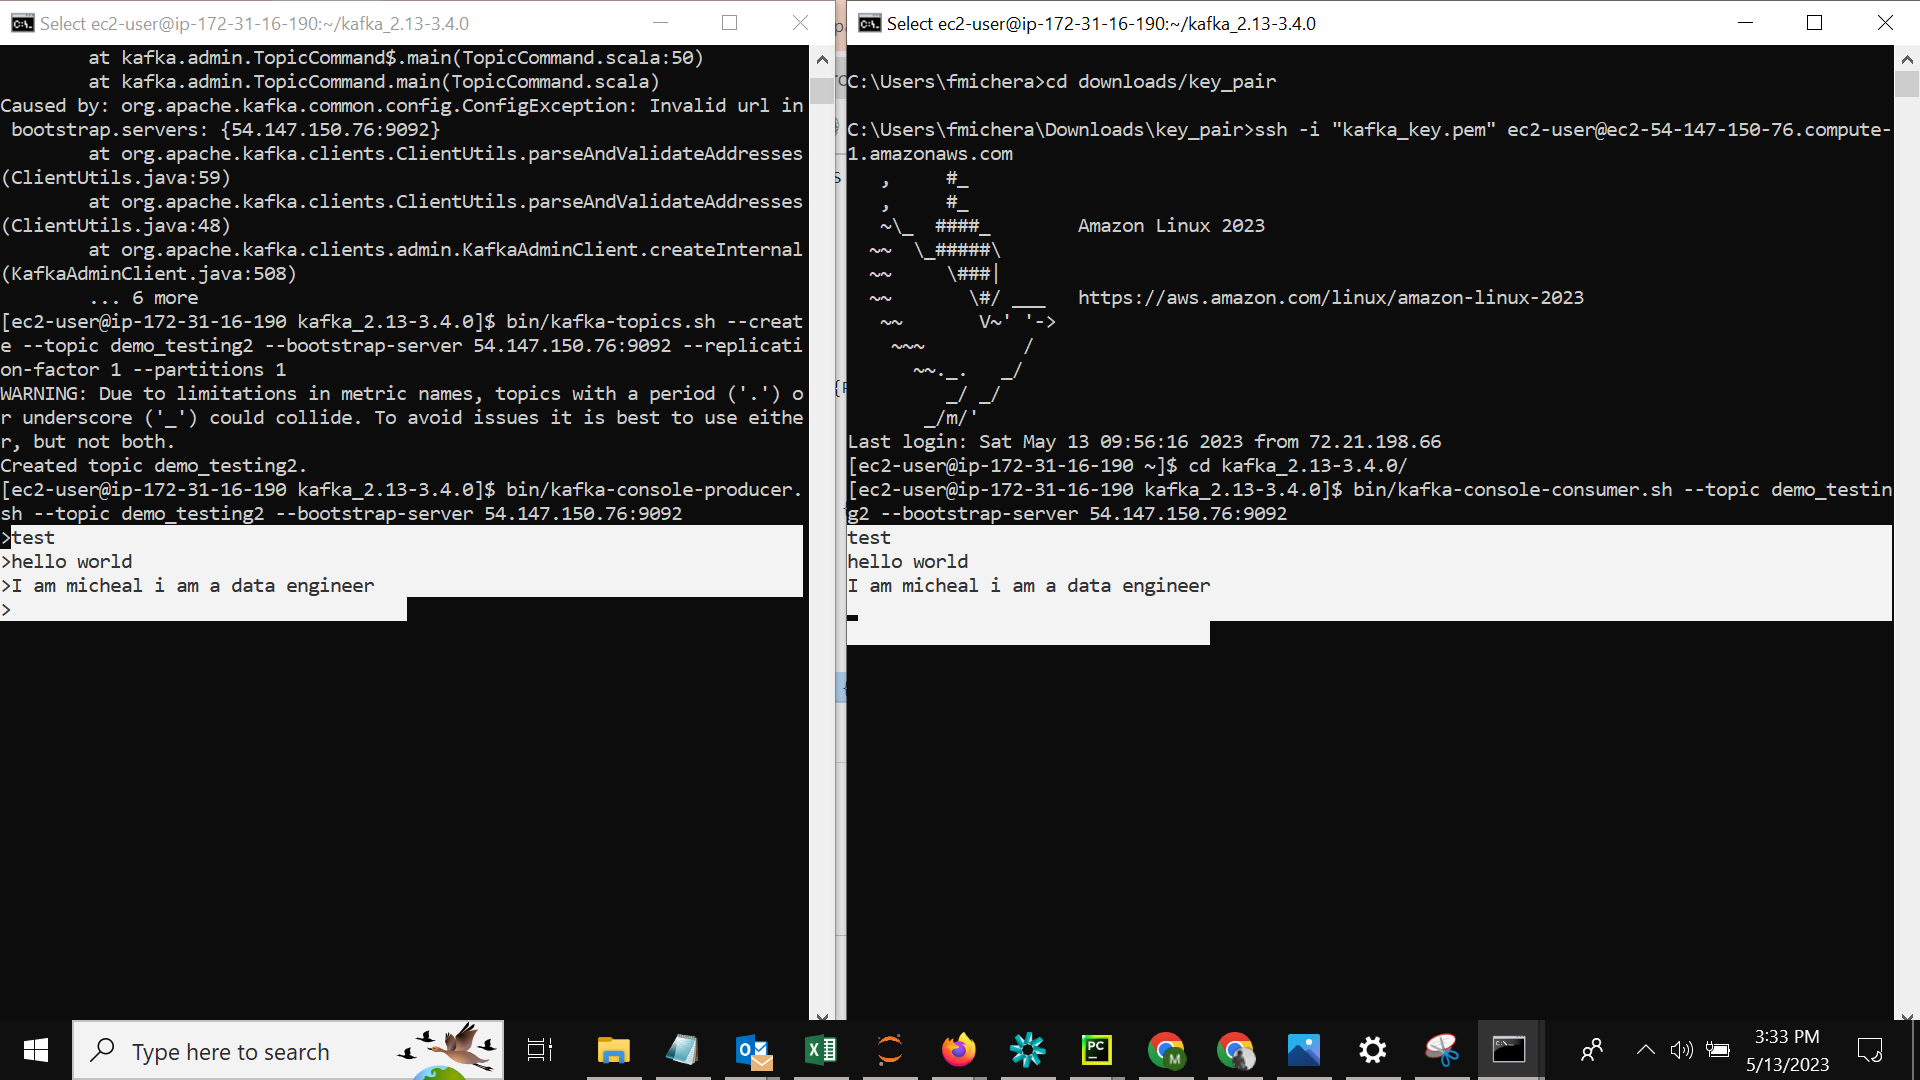 Select ec2-user@ip-172-31-16-190:~/kafka_2.13-3.4.0
        at kafka.admin.TopicCommand$.main(TopicCommand.scala:50)
        at kafka.admin.TopicCommand.main(TopicCommand.scala)
Caused by: org.apache.kafka.common.config.ConfigException: Invalid url in
 bootstrap.servers: {54.147.150.76:9092}
        at org.apache.kafka.clients.ClientUtils.parseAndValidateAddresses
(ClientUtils.java:59)
        at org.apache.kafka.clients.ClientUtils.parseAndValidateAddresses
(ClientUtils.java:48)
        at org.apache.kafka.clients.admin.KafkaAdminClient.createInternal
(KafkaAdminClient.java:508)
        ... 6 more
[ec2-user@ip-172-31-16-190 kafka_2.13-3.4.0]$ bin/kafka-topics.sh --creat
e --topic demo_testing2 --bootstrap-server 54.147.150.76:9092 --replicati
on-factor 1 --partitions 1
WARNING: Due to limitations in metric names, topics with a period ('.') o
r underscore ('_') could collide. To avoid issues it is best to use eithe
r, but not both.
Created topic demo_testing2.
[ec2-user@ip-172-31-16-190 kafka_2.13-3.4.0]$ bin/kafka-console-producer.
sh --topic demo_testing2 --bootstrap-server 54.147.150.76:9092
>test
>hello world
>I am micheal i am a data engineer
>
Select ec2-user@ip-172-31-16-190:~/kafka_2.13-3.4.0
C:\Users\fmichera>cd downloads/key_pair
C:\Users\fmichera\Downloads\key_pair>ssh -i "kafka_key.pem" ec2-user@ec2-54-147-150-76.compute-
1.amazonaws.com
   ,     #_
   ,     #_
   ~\_  ####_        Amazon Linux 2023
  ~~  \_#####\
  ~~     \###|
  ~~       \#/ ___   https://aws.amazon.com/linux/amazon-linux-2023
   ~~       V~' '->
    ~~~         /
      ~~._.   _/
         _/ _/
       _/m/'
Last login: Sat May 13 09:56:16 2023 from 72.21.198.66
[ec2-user@ip-172-31-16-190 ~]$ cd kafka_2.13-3.4.0/
[ec2-user@ip-172-31-16-190 kafka_2.13-3.4.0]$ bin/kafka-console-consumer.sh --topic demo_testin
g2 --bootstrap-server 54.147.150.76:9092
test
hello world
I am micheal i am a data engineer
Type here to search
3:33 PM
5/13/2023